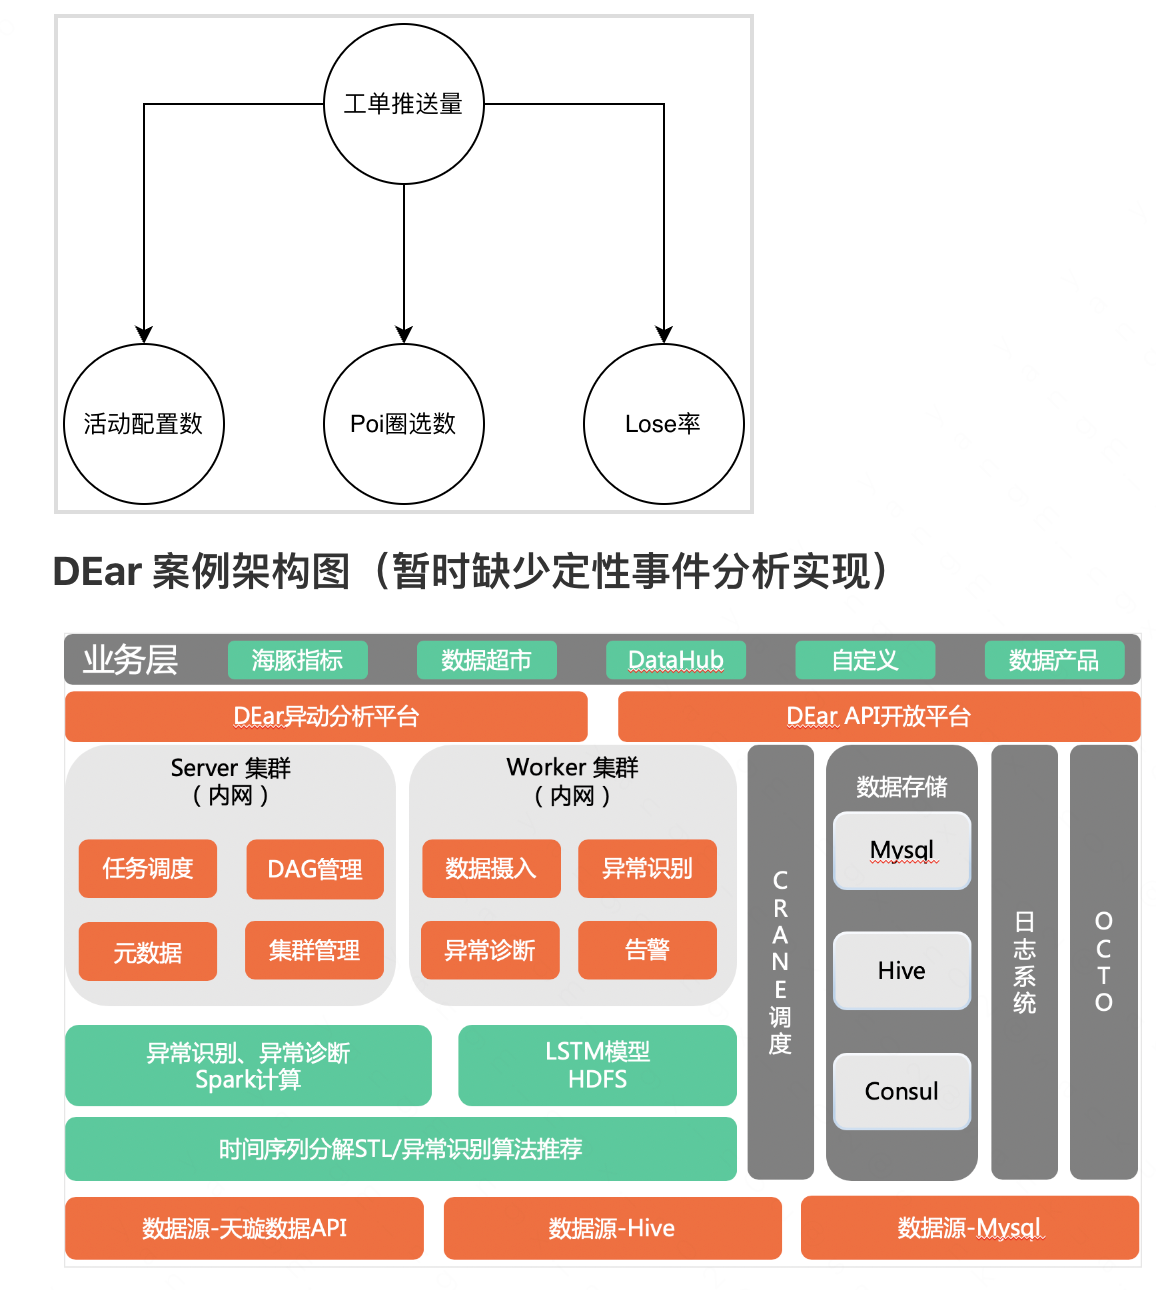 工单推送量
活动配置数
Poi圈选数
Lose率
DEar 案例架构图（暂时缺少定性事件分析实现）
业务层
海豚指标
数据超市
DataHub
自定义
数据产品
DEar异动分析平台
DEar API开放平台
Server 集群
（内网）
任务调度
DAG管理
元数据
集群管理
Worker 集群
（内网）
数据摄入
异常识别
异常诊断
告警
异常识别、异常诊断
Spark计算
LSTM模型
HDFS
时间序列分解STL/异常识别算法推荐
CRANE调度
数据存储
Mysql
Hive
Consul
日志系统
OCTO
数据源-天璇数据API
数据源-Hive
数据源-Mysql